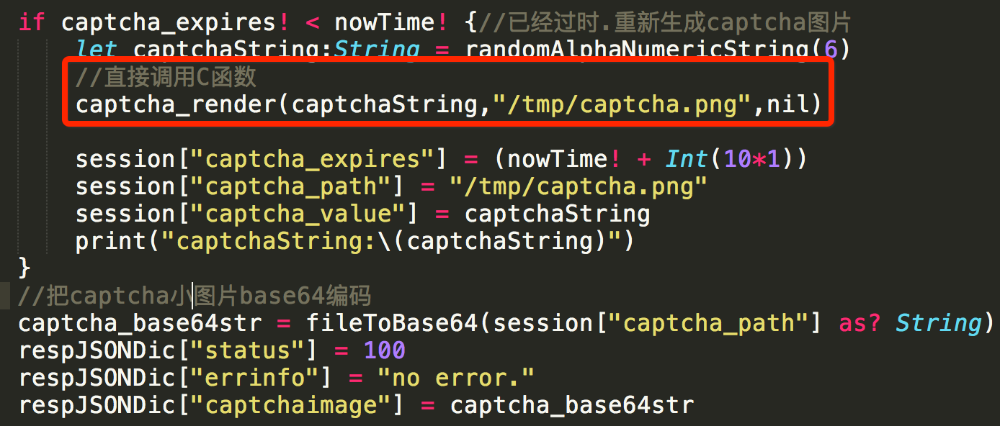 if captcha_expires! < nowTime! {//已经过时.重新生成captcha图片
let captchaString:String = randomAlphaNumericString(6)
//直接调用C函数
captcha_render(captchaString,"/tmp/captcha.png",nil)
session["captcha_expires"] = (nowTime! + Int(10*1))
session["captcha_path"] = "/tmp/captcha.png"
session["captcha_value"] = captchaString
print("captchaString:\(captchaString)")
}
//把captcha小图片base64编码
captcha_base64str = fileToBase64(session["captcha_path"] as? String)
respJSONDic["status"] = 100
respJSONDic["errinfo"] = "no error."
respJSONDic["captchaimage"] = captcha_base64str